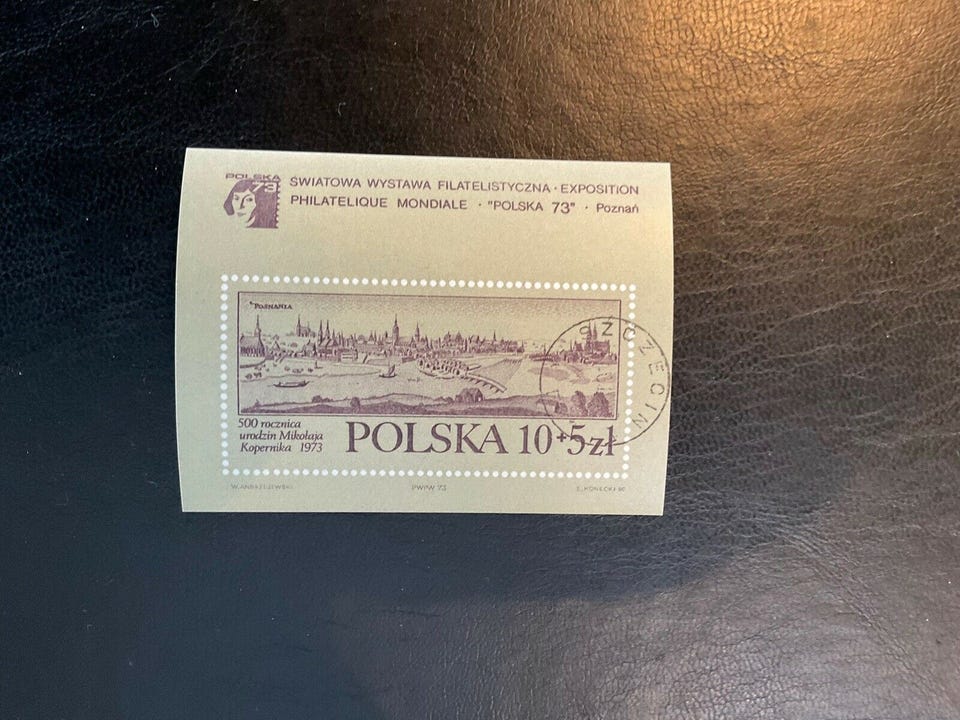 POLSKA
73
ŚWIATOWA WYSTAWA FILATELISTYCZNA · EXPOSITION
PHILATELIQUE MONDIALE · "POLSKA 73" · Poznań
POSNANIA
SZCZECIN
500 rocznica
urodzin Mikołaja
Kopernika 1973
POLSKA 10+5zł
W. ANDRZEJEWSKI
PWPW 73